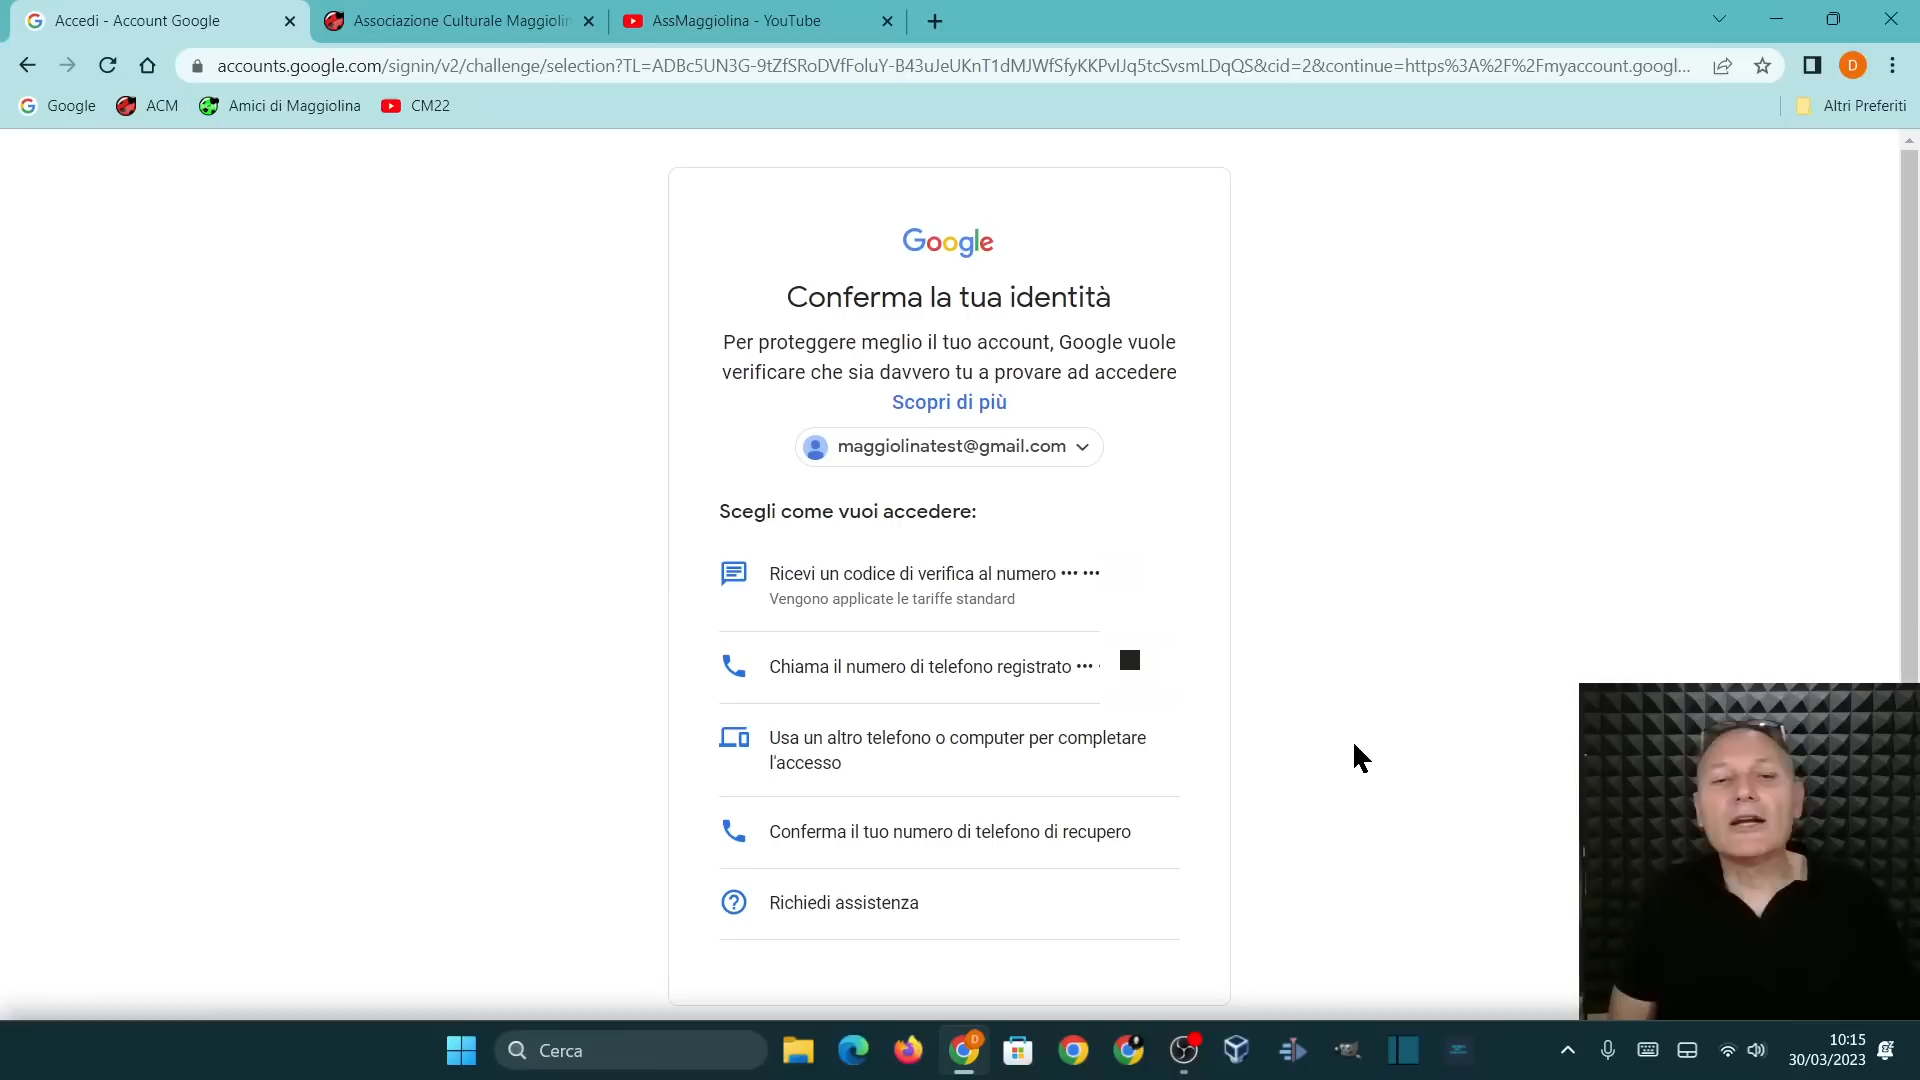 Accedi - Account Google
Associazione Culturale Maggiolin
AssMaggiolina - YouTube
accounts.google.com/signin/v2/challenge/selection?TL=ADBc5UN3G-9tZfSRoDVfFoluY-B43uJeUKnT1dMJWfSfyKKPvIJq5tcSvsmLDqQS&cid=2&continue=https%3A%2F%2Fmyaccount.googl...
D
Google
ACM
Amici di Maggiolina
CM22
Altri Preferiti
Google
Conferma la tua identità
Per proteggere meglio il tuo account, Google vuole
verificare che sia davvero tu a provare ad accedere
Scopri di più
maggiolinatest@gmail.com
Scegli come vuoi accedere:
Ricevi un codice di verifica al numero ••• •••
Vengono applicate le tariffe standard
Chiama il numero di telefono registrato ••• •
Usa un altro telefono o computer per completare
l'accesso
Conferma il tuo numero di telefono di recupero
Richiedi assistenza
Cerca
D
10:15
30/03/2023